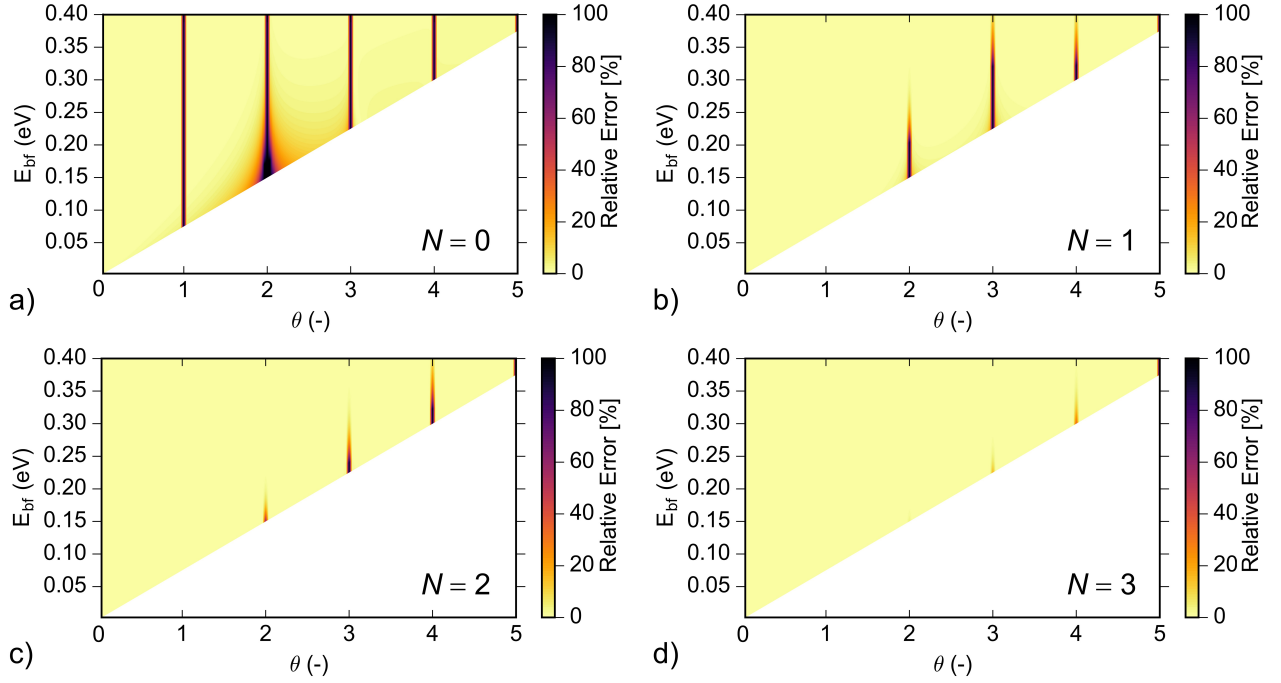 0.40
0.35
0.30
0.25
0.20
0.15
0.10
0.05
E_bf (eV)
0 1 2 3 4 5
θ (-)
N = 0
100
80
60
40
20
0
Relative Error [%]
a)
0.40
0.35
0.30
0.25
0.20
0.15
0.10
0.05
E_bf (eV)
0 1 2 3 4 5
θ (-)
N = 1
100
80
60
40
20
0
Relative Error [%]
b)
0.40
0.35
0.30
0.25
0.20
0.15
0.10
0.05
E_bf (eV)
0 1 2 3 4 5
θ (-)
N = 2
100
80
60
40
20
0
Relative Error [%]
c)
0.40
0.35
0.30
0.25
0.20
0.15
0.10
0.05
E_bf (eV)
0 1 2 3 4 5
θ (-)
N = 3
100
80
60
40
20
0
Relative Error [%]
d)